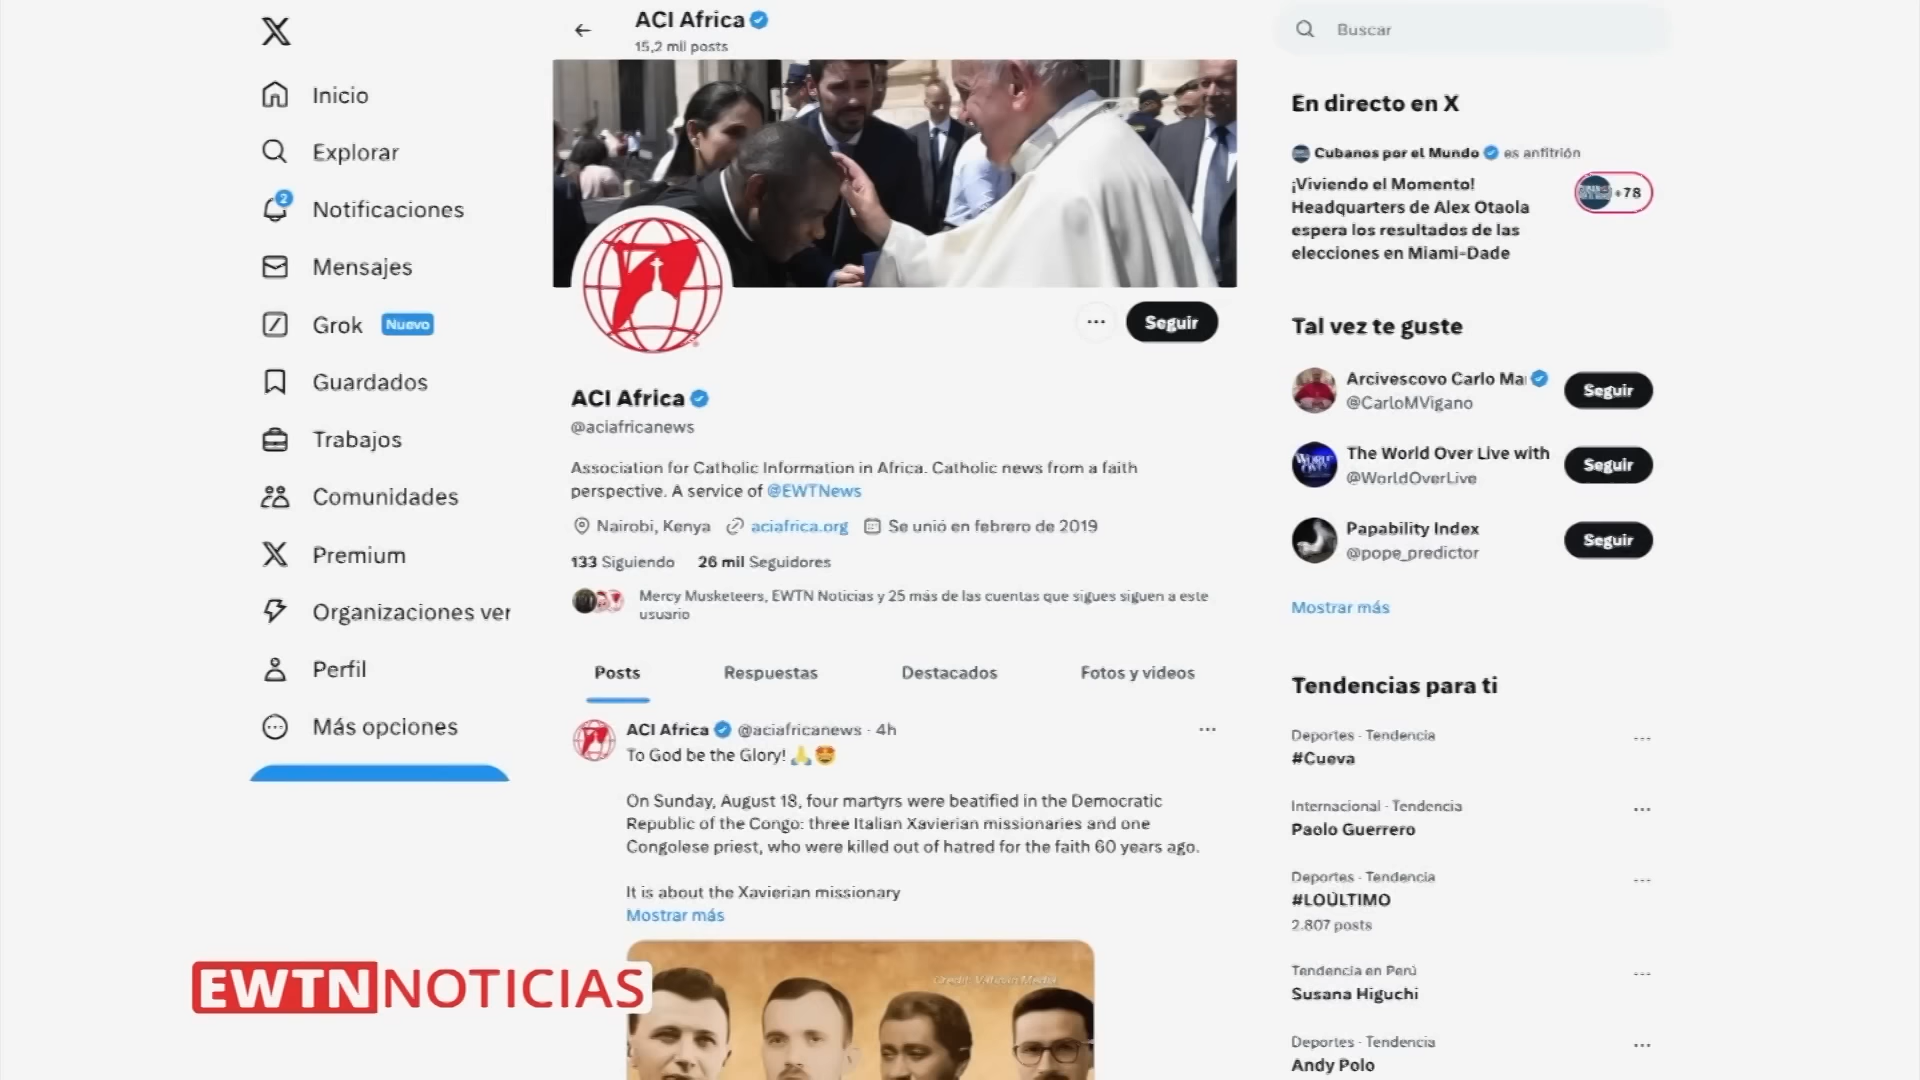 X
Inicio
Explorar
2
Notificaciones
Mensajes
Grok Nuevo
Guardados
Trabajos
Comunidades
Premium
Organizaciones ver
Perfil
Más opciones
ACI Africa
15,2 mil posts
Seguir
ACI Africa
@aciafricanews
Association for Catholic Information in Africa. Catholic news from a faith
perspective. A service of @EWTNews
Nairobi, Kenya aciafrica.org Se unió en febrero de 2019
133 Siguiendo 26 mil Seguidores
Mercy Musketeers, EWTN Noticias y 25 más de las cuentas que sigues siguen a este
usuario
Posts Respuestas Destacados Fotos y videos
ACI Africa @aciafricanews · 4h
To God be the Glory! 🙏🤩
On Sunday, August 18, four martyrs were beatified in the Democratic
Republic of the Congo: three Italian Xavierian missionaries and one
Congolese priest, who were killed out of hatred for the faith 60 years ago.
It is about the Xavierian missionary
Mostrar más
Credit: Vatican Media
EWTN NOTICIAS
Buscar
En directo en X
Cubanos por el Mundo es anfitrión
¡Viviendo el Momento!
Headquarters de Alex Otaola
espera los resultados de las
elecciones en Miami-Dade
+78
Tal vez te guste
Arcivescovo Carlo Ma
@CarloMVigano
Seguir
The World Over Live with
@WorldOverLive
Seguir
Papability Index
@pope_predictor
Seguir
Mostrar más
Tendencias para ti
Deportes · Tendencia
#Cueva
Internacional · Tendencia
Paolo Guerrero
Deportes · Tendencia
#LOÚLTIMO
2.807 posts
Tendencia en Perú
Susana Higuchi
Deportes · Tendencia
Andy Polo